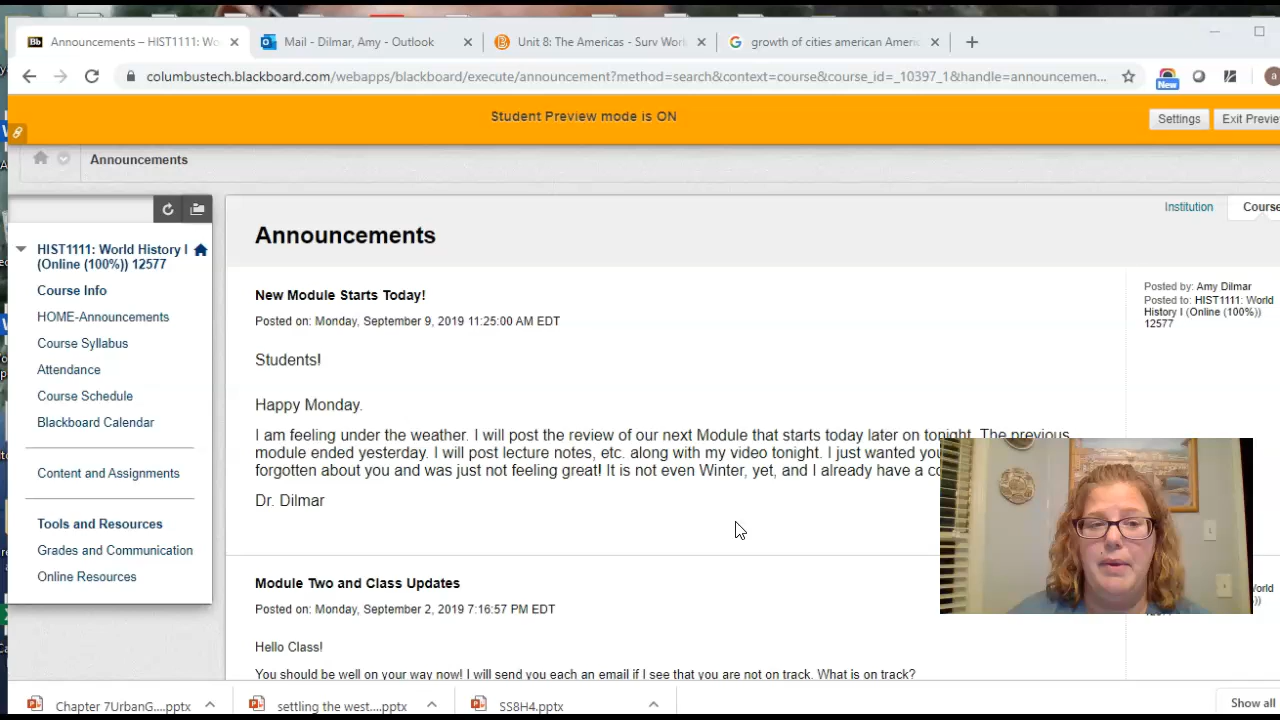 Announcements – HIST1111: Wo
Mail - Dilmar, Amy - Outlook
Unit 8: The Americas - Surv Worl
growth of cities american Ameri
columbustech.blackboard.com/webapps/blackboard/execute/announcement?method=search&context=course&course_id=_10397_1&handle=announcemen...
New
Student Preview mode is ON
Settings
Exit Previe
Announcements
Institution
Course
Announcements
HIST1111: World History I
(Online (100%)) 12577
Course Info
HOME-Announcements
Course Syllabus
Attendance
Course Schedule
Blackboard Calendar
Content and Assignments
Tools and Resources
Grades and Communication
Online Resources
New Module Starts Today!
Posted on: Monday, September 9, 2019 11:25:00 AM EDT
Students!
Happy Monday.
I am feeling under the weather. I will post the review of our next Module that starts today later on tonight. The previous
module ended yesterday. I will post lecture notes, etc. along with my video tonight. I just wanted you
forgotten about you and was just not feeling great! It is not even Winter, yet, and I already have a co
Dr. Dilmar
Posted by: Amy Dilmar
Posted to: HIST1111: World
History I (Online (100%))
12577
Module Two and Class Updates
Posted on: Monday, September 2, 2019 7:16:57 PM EDT
Hello Class!
You should be well on your way now! I will send you each an email if I see that you are not on track. What is on track?
Chapter 7UrbanG....pptx
settling the west....pptx
SS8H4.pptx
Show all